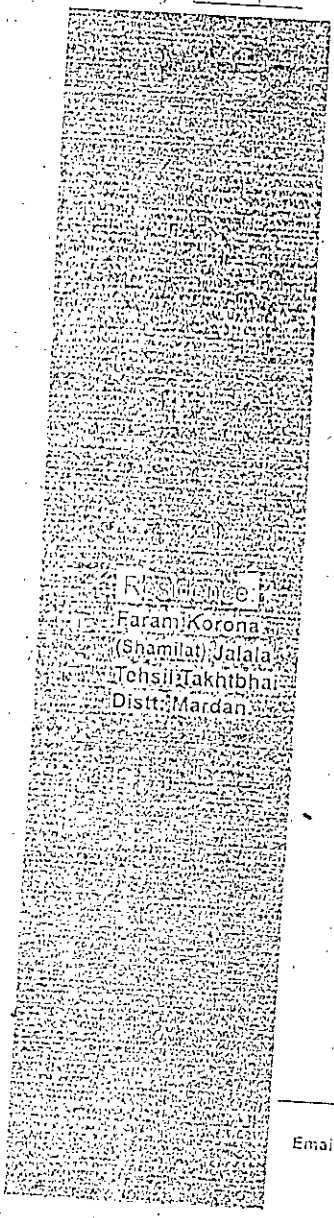 Residence:
Faram Korona
(Shamilat) Jalala
Tehsil: Takhtbhai
Distt: Mardan
Emai